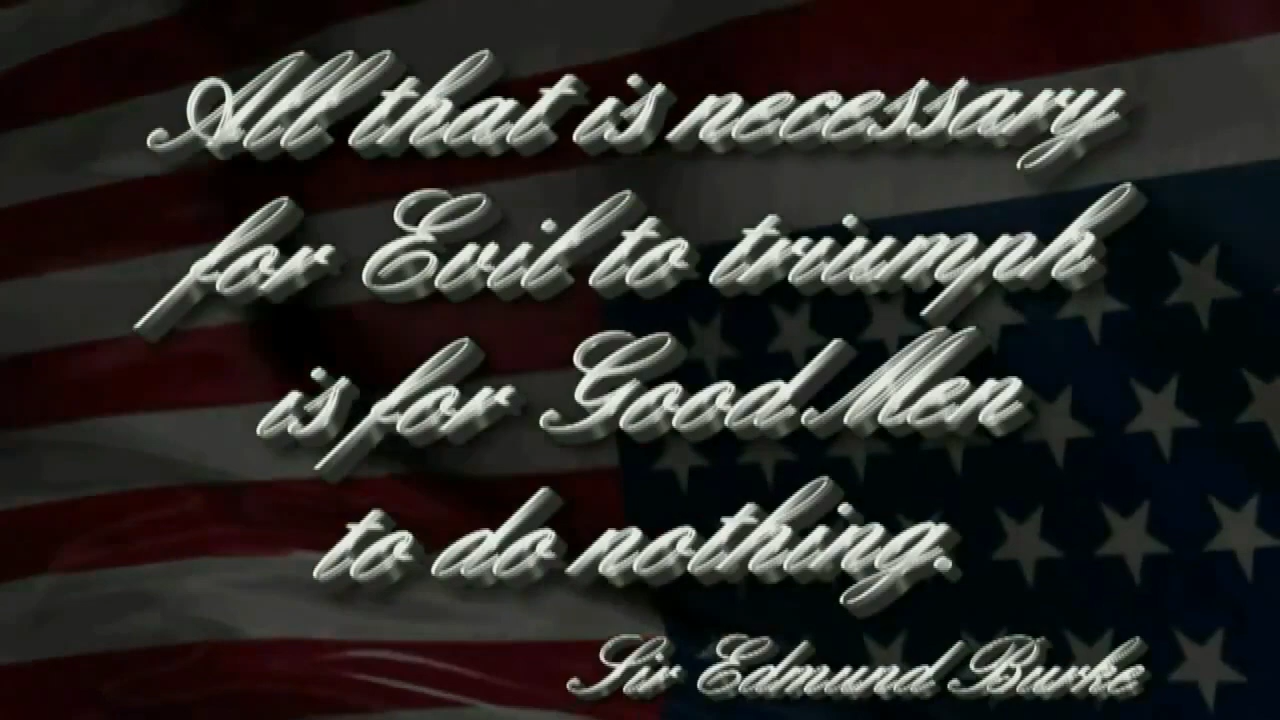 All that is necessary
for Evil to triumph
is for Good Men
to do nothing.
Sir Edmund Burke